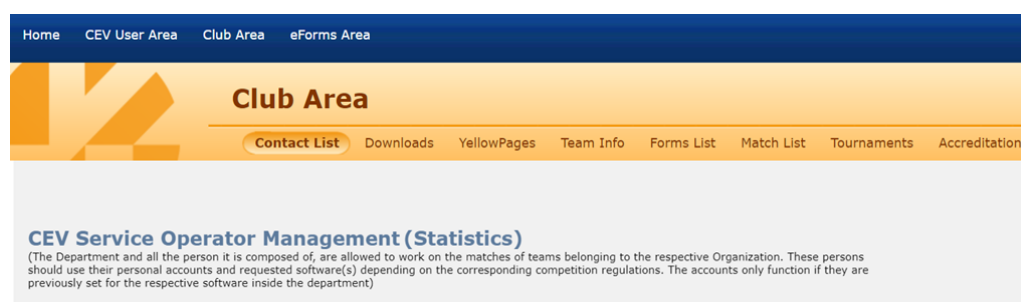 Home CEV User Area Club Area eForms Area
Club Area
Contact List Downloads YellowPages Team Info Forms List Match List Tournaments Accreditation
CEV Service Operator Management (Statistics)
(The Department and all the person it is composed of, are allowed to work on the matches of teams belonging to the respective Organization. These persons
should use their personal accounts and requested software(s) depending on the corresponding competition regulations. The accounts only function if they are
previously set for the respective software inside the department)